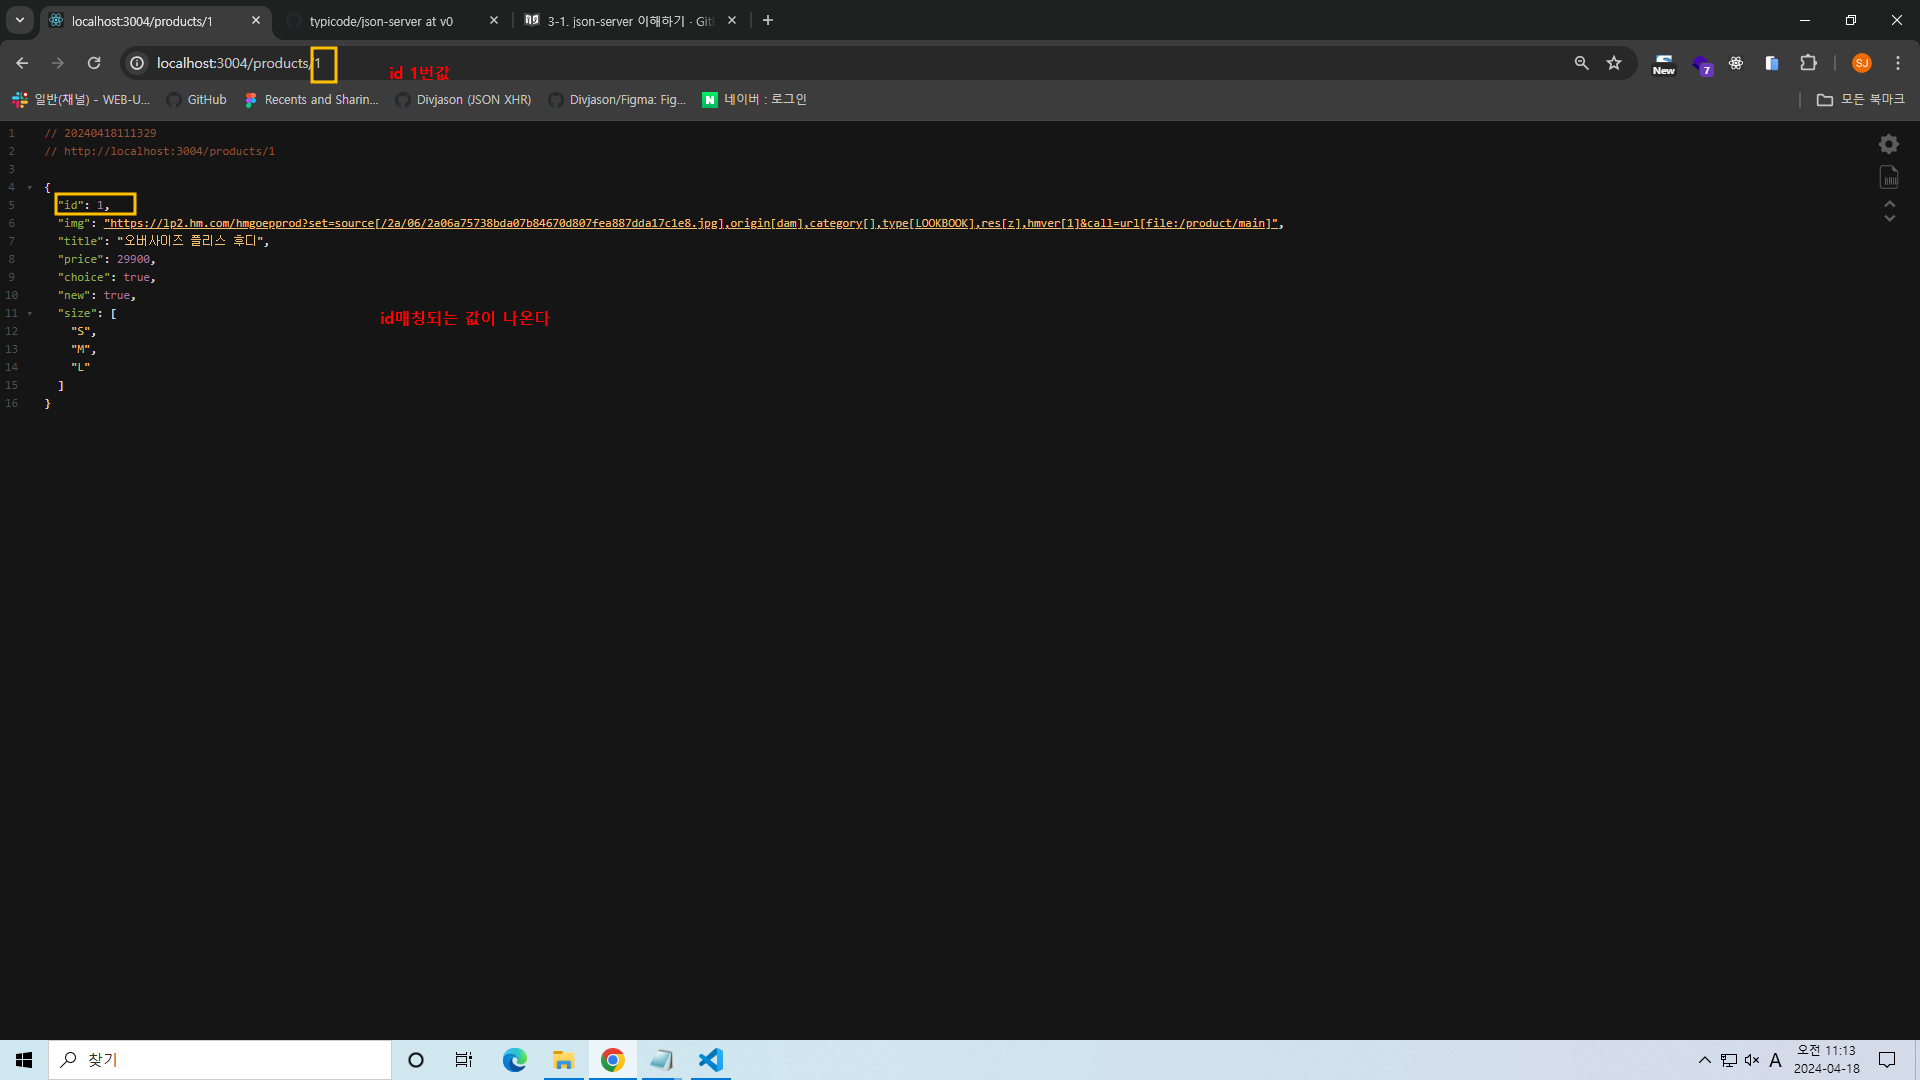 localhost:3004/products/1
typicode/json-server at v0
3-1. json-server 이해하기 · Git
localhost:3004/products/1
id 1번값
New
7
SJ
일반(채널) - WEB-U...
GitHub
Recents and Sharin...
Divjason (JSON XHR)
Divjason/Figma: Fig...
네이버 : 로그인
모든 북마크
1 // 20240418111329
2 // http://localhost:3004/products/1
3
4 {
5 "id": 1,
6 "img": "https://lp2.hm.com/hmgoepprod?set=source[/2a/06/2a06a75738bda07b84670d807fea887dda17c1e8.jpg],origin[dam],category[],type[LOOKBOOK],res[z],hmver[1]&call=url[file:/product/main]",
7 "title": "오버사이즈 플리스 후디",
8 "price": 29900,
9 "choice": true,
10 "new": true,
11 "size": [
12 "S",
13 "M",
14 "L"
15 ]
16 }
id매칭되는 값이 나온다
RAW
찾기
A
오전 11:13
2024-04-18